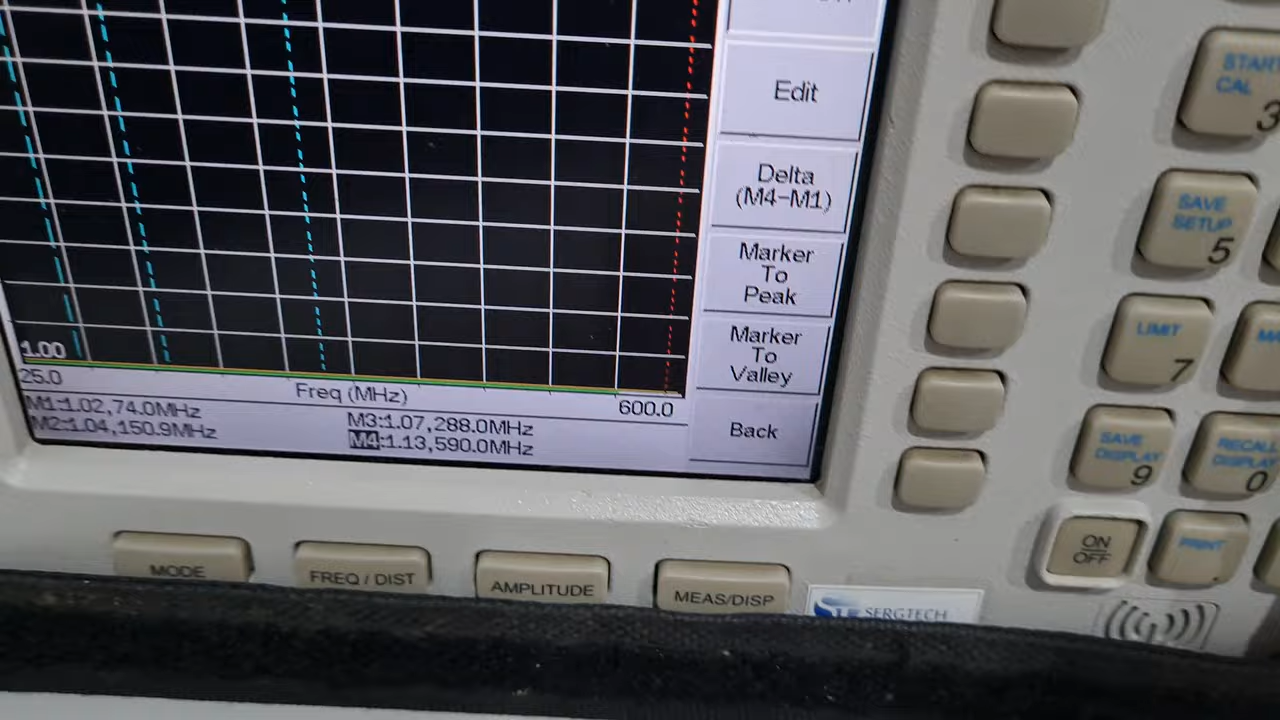 Edit
Delta
(M4-M1)
Marker
To
Peak
Marker
To
Valley
Back
1.00
25.0
Freq (MHz)
600.0
M1:1.02,74.0MHz
M2:1.04,150.9MHz
M3:1.07,288.0MHz
M4:1.13,590.0MHz
START
CAL
3
SAVE
SETUP
5
LIMIT
7
SAVE
DISPLAY
9
RECALL
DISPLAY
0
ON
OFF
PRINT
MODE
FREQ / DIST
AMPLITUDE
MEAS/DISP
SERGTECH